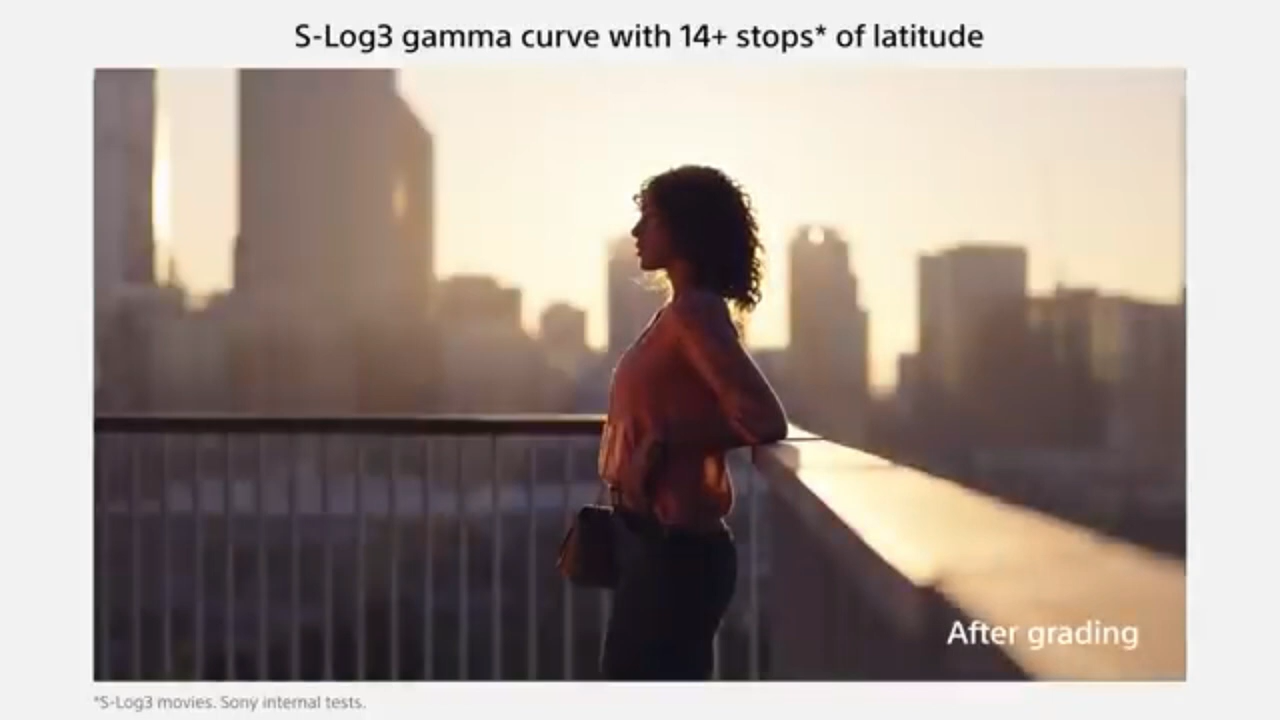 S-Log3 gamma curve with 14+ stops* of latitude
After grading
*S-Log3 movies. Sony internal tests.